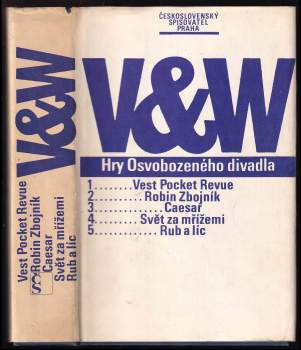 V&W
Vest Pocket Revue
Robin Zbojník
Caesar
Svět za mřížemi
Rub a líc
ČESKOSLOVENSKÝ
SPISOVATEL
PRAHA
V&W
Hry Osvobozeného divadla
1........Vest Pocket Revue
2..........Robin Zbojník
3..............Caesar
4........Svět za mřížemi
5.............Rub a líc